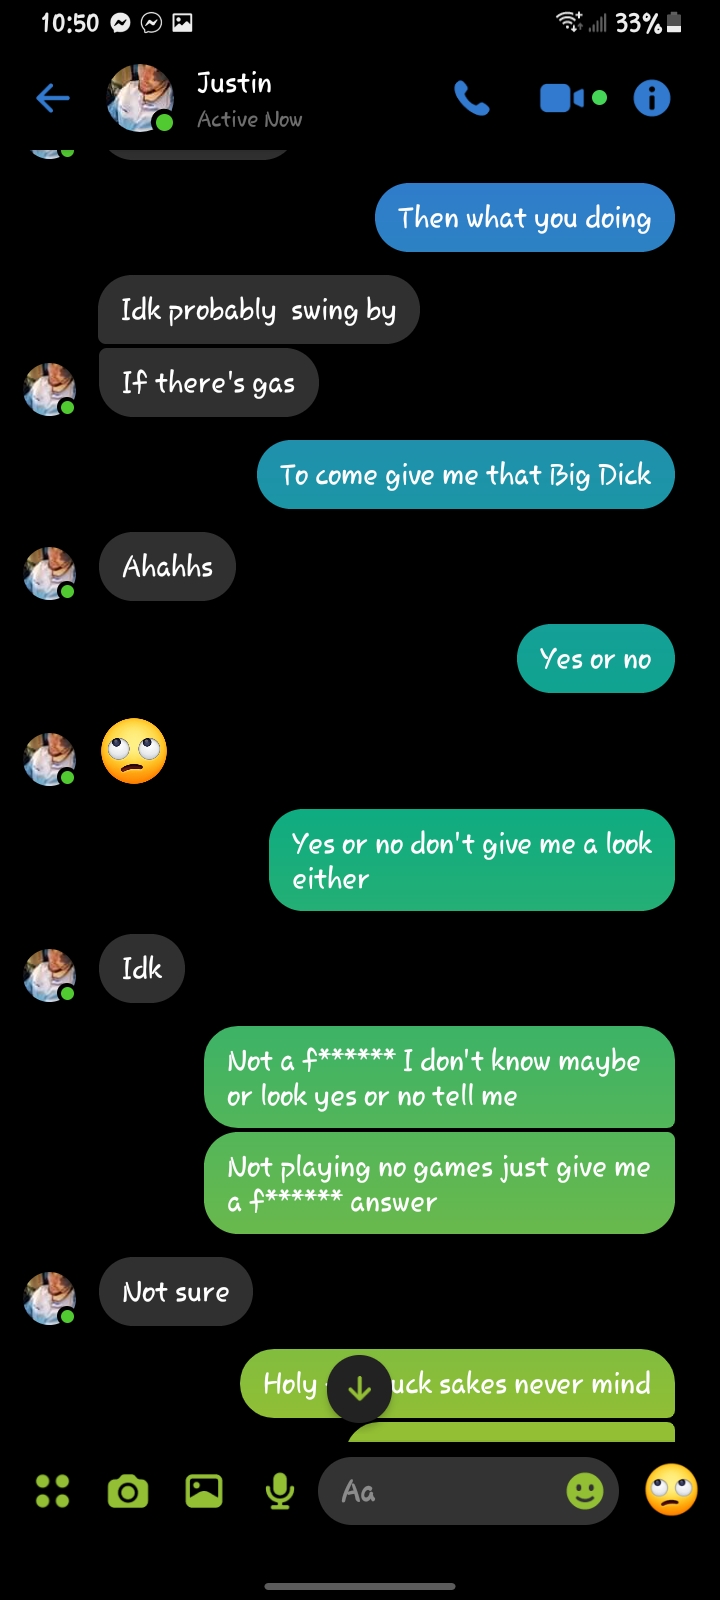 10:50
33%
Justin
Active Now
Then what you doing
Idk probably  swing by
If there's gas
To come give me that Big Dick
Ahahhs
Yes or no
Yes or no don't give me a look
either
Idk
Not a f****** I don't know maybe
or look yes or no tell me
Not playing no games just give me
a f****** answer
Not sure
Holy uck sakes never mind
Aa